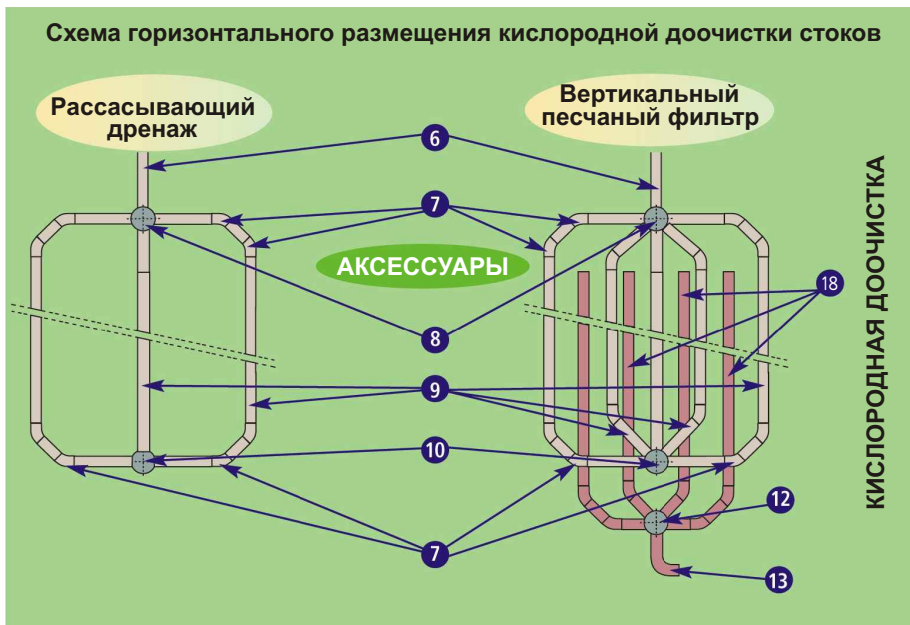 Схема горизонтального размещения кислородной доочистки стоков
Рассасывающий
дренаж
Вертикальный
песчаный фильтр
6
7
АКСЕССУАРЫ
18
8
9
10
12
7
13
КИСЛОРОДНАЯ ДООЧИСТКА